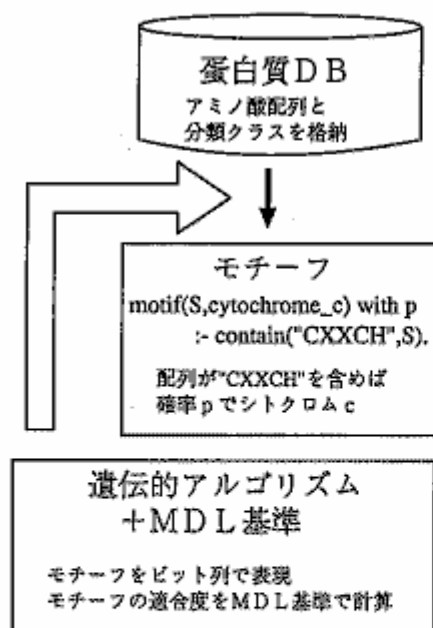 蛋白質DB
アミノ酸配列と
分類クラスを格納
モチーフ
motif(S,cytochrome_c) with p
:- contain("CXXCH",S).
配列が"CXXCH"を含めば
確率pでシトクロムc
遺伝的アルゴリズム
+MDL基準
モチーフをビット列で表現
モチーフの適合度をMDL基準で計算